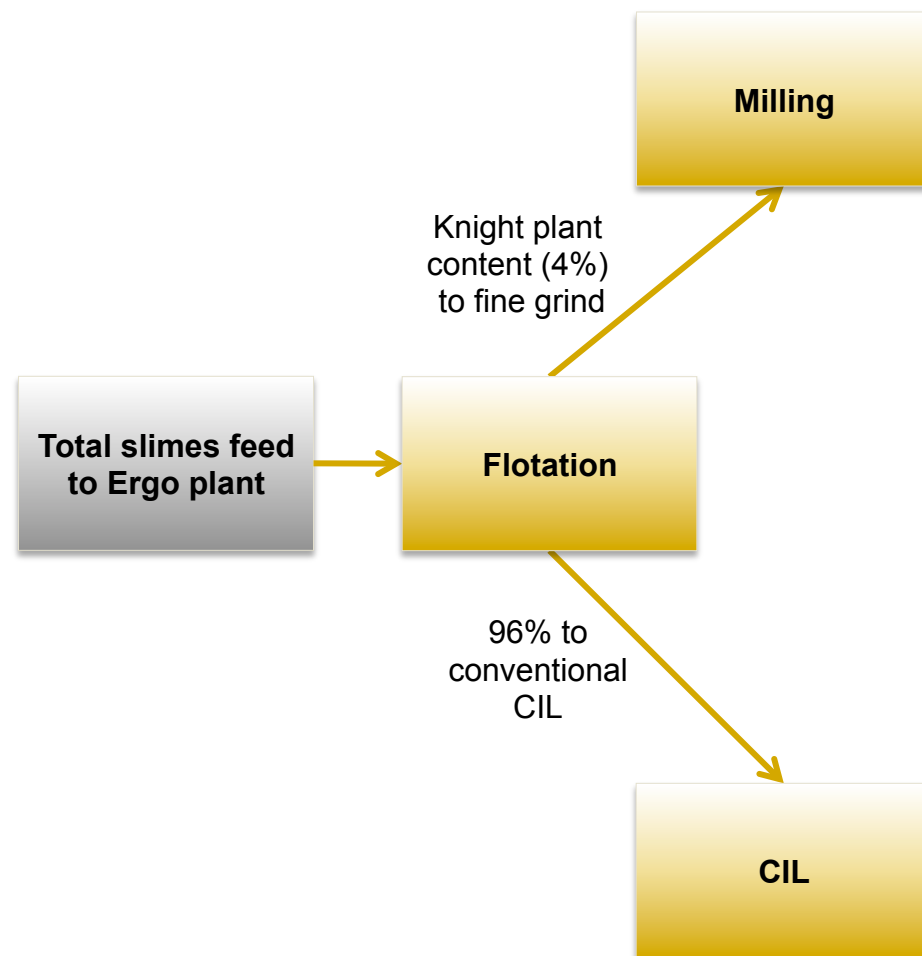 Milling
Knight plant
content (4%)
to fine grind
Total slimes feed
to Ergo plant
Flotation
96% to
conventional
CIL
CIL